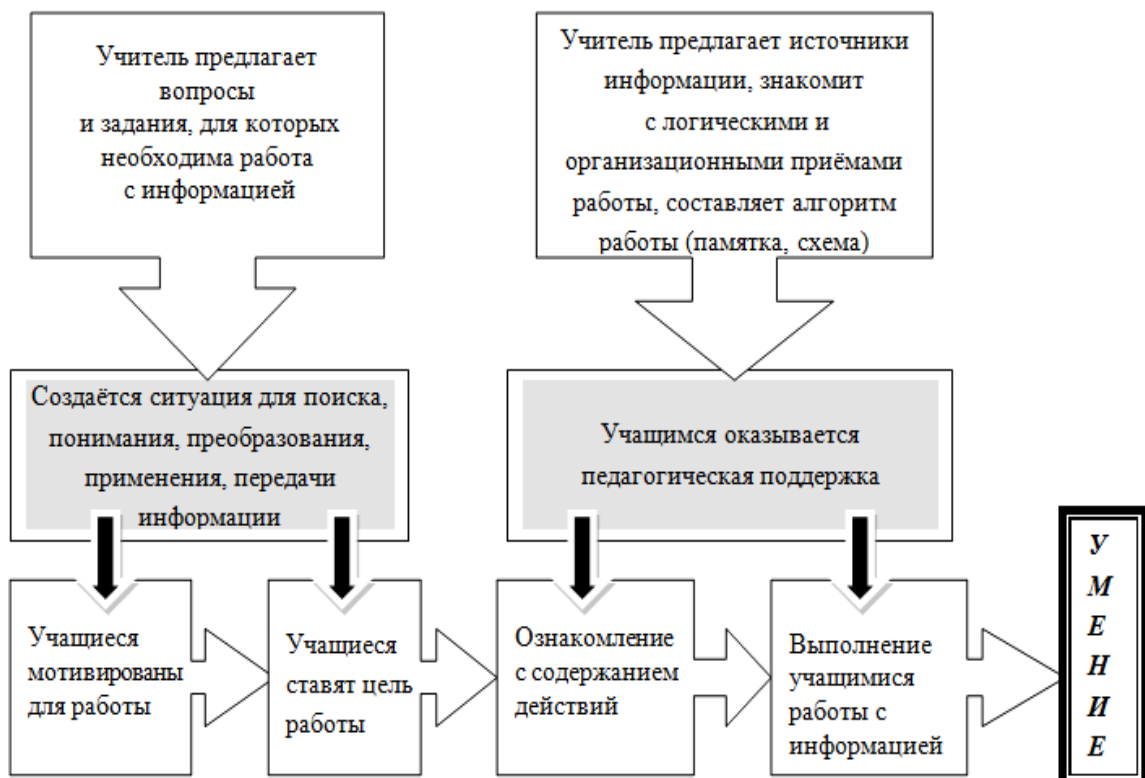 Учитель предлагает
вопросы
и задания, для которых
необходима работа
с информацией
Учитель предлагает источники
информации, знакомит
с логическими и
организационными приёмами
работы, составляет алгоритм
работы (памятка, схема)
Создаётся ситуация для поиска,
понимания, преобразования,
применения, передачи
информации
Учащимся оказывается
педагогическая поддержка
Учащиеся
мотивированы
для работы
Учащиеся
ставят цель
работы
Ознакомление
с содержанием
действий
Выполнение
учащимися
работы с
информацией
У
М
Е
Н
И
Е